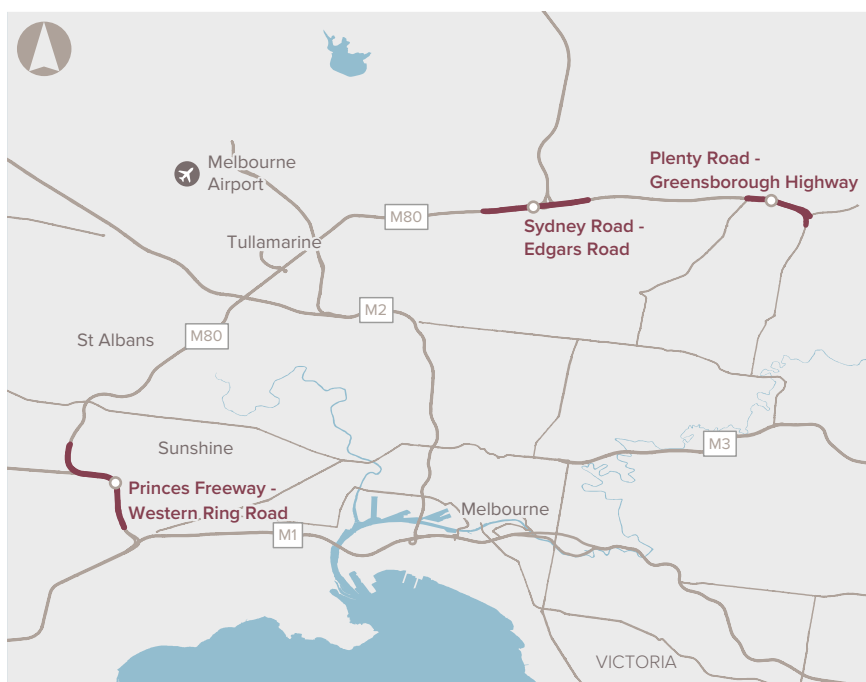 Melbourne
Airport
Plenty Road -
Greensborough Highway
M80
Sydney Road -
Edgars Road
Tullamarine
M2
M80
St Albans
M3
Sunshine
Princes Freeway -
Western Ring Road
Melbourne
M1
VICTORIA